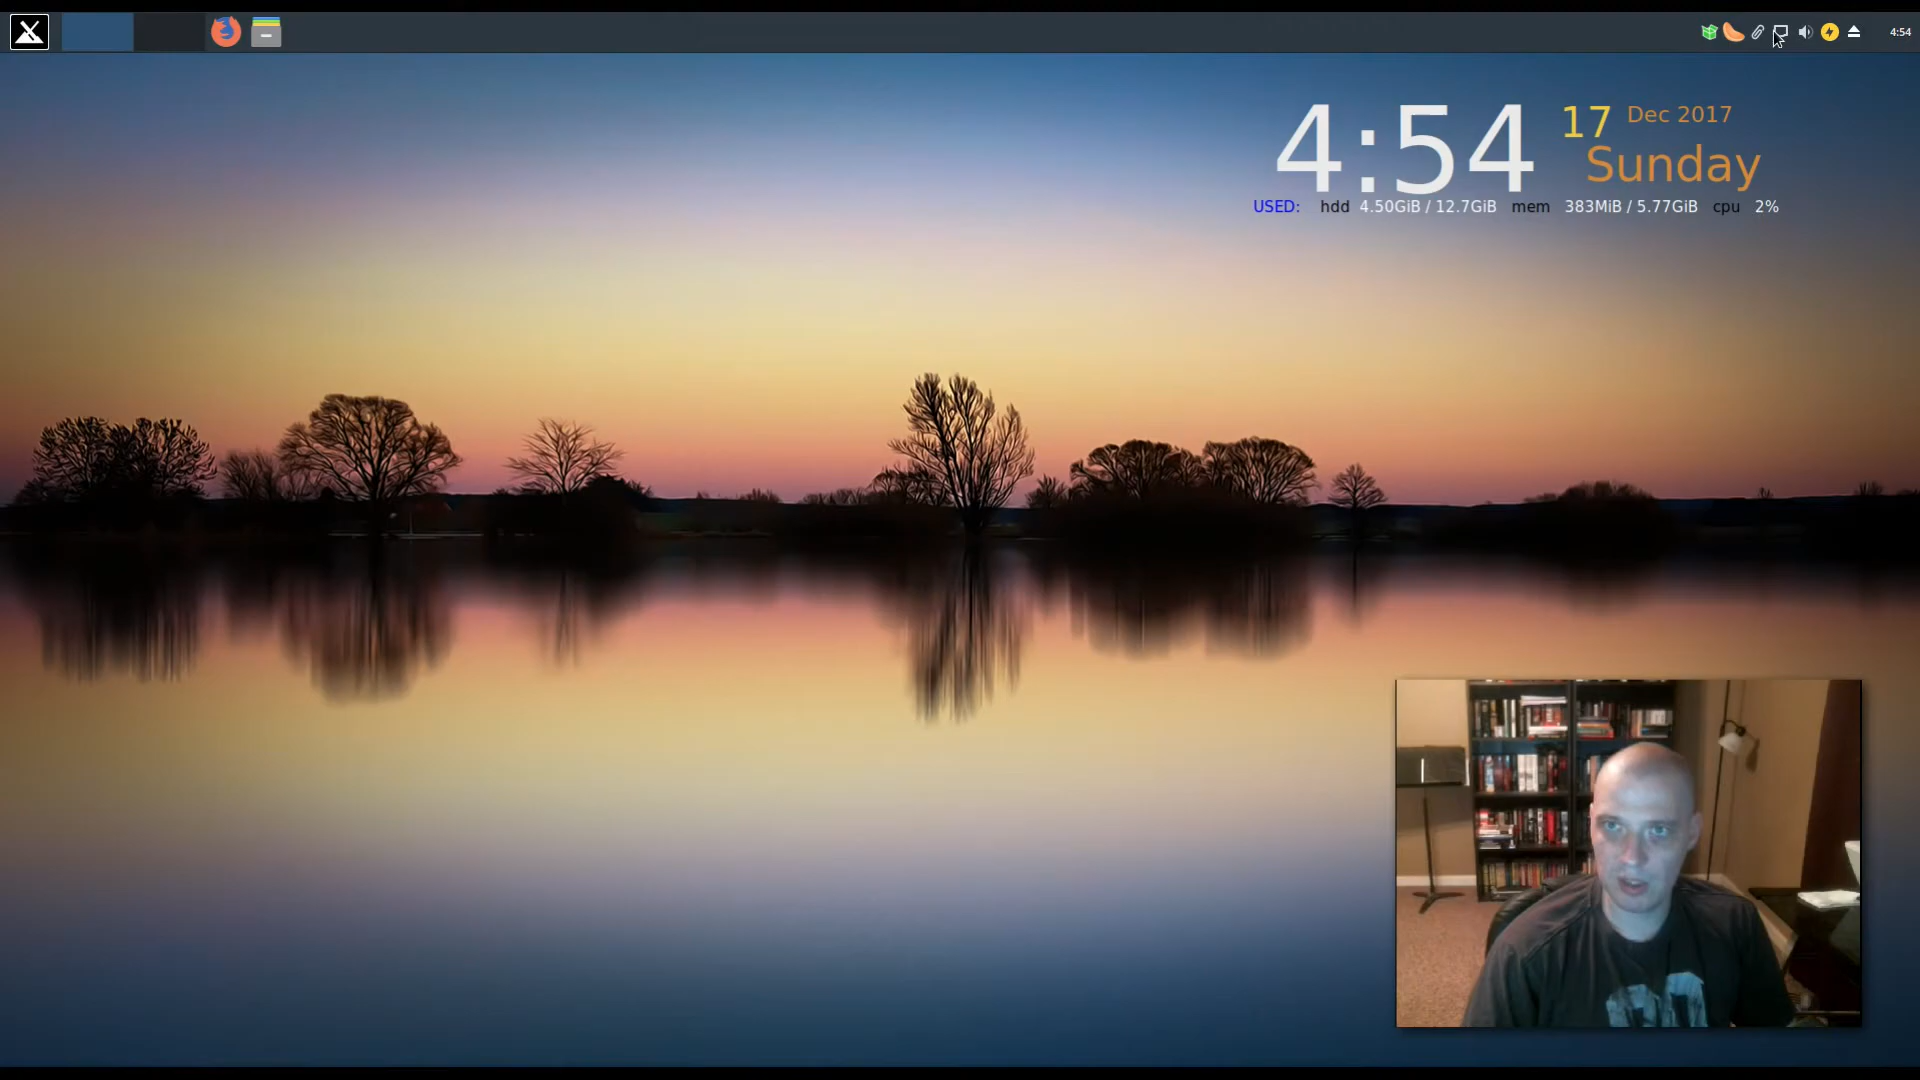 4:54
4:54
17 Dec 2017
Sunday
USED: hdd 4.50GiB / 12.7GiB mem 383MiB / 5.77GiB cpu 2%